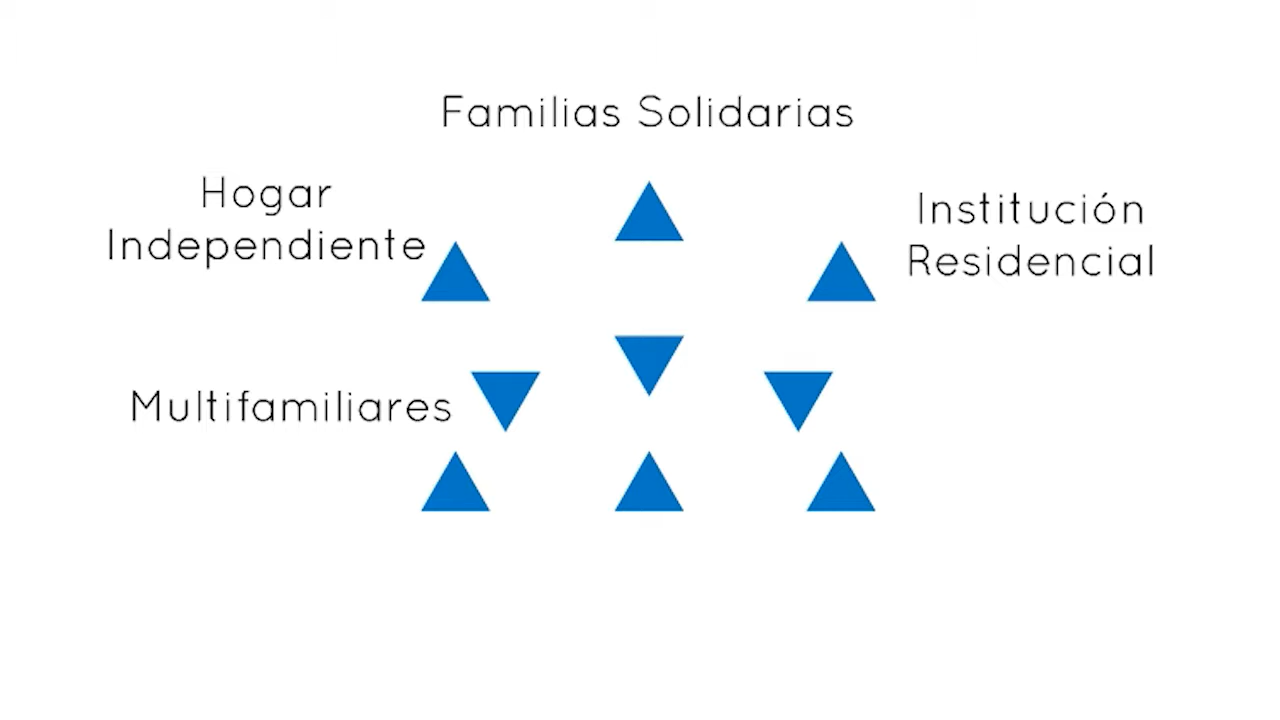 Familias Solidarias
Hogar
Independiente
Institución
Residencial
Multifamiliares